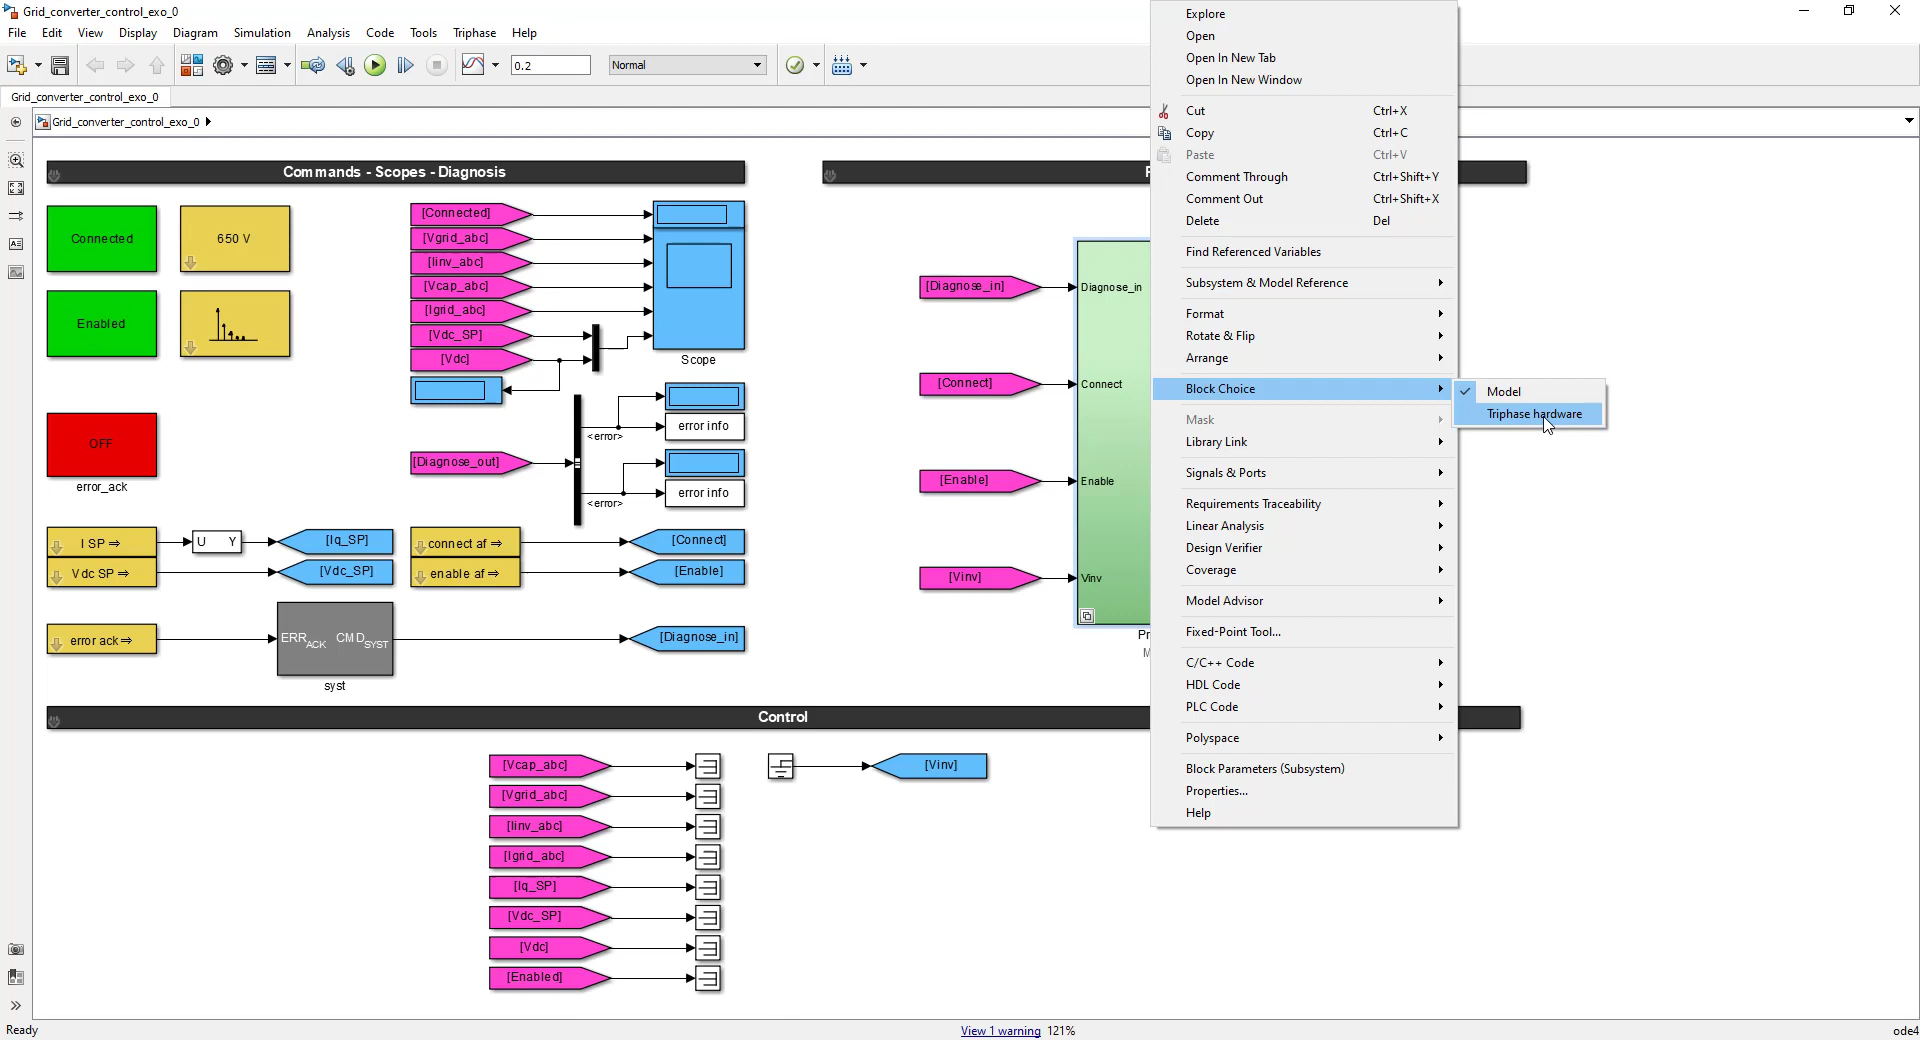 Grid_converter_control_exo_0
File Edit View Display Diagram Simulation Analysis Code Tools Triphase Help
0.2 Normal
Grid_converter_control_exo_0
Grid_converter_control_exo_0
Commands - Scopes - Diagnosis
Connected
650 V
Enabled
OFF
error_ack
[Connected]
[Vgrid_abc]
[Iinv_abc]
[Vcap_abc]
[Igrid_abc]
[Vdc_SP]
[Vdc]
Scope
<error>
error info
[Diagnose_out]
<error>
error info
I SP ⇒
U Y
[Iq_SP]
connect af ⇒
[Connect]
Vdc SP ⇒
[Vdc_SP]
enable af ⇒
[Enable]
error ack ⇒
ERR_ACK CMD_SYST
syst
[Diagnose_in]
[Diagnose_in]
Diagnose_in
[Connect]
Connect
[Enable]
Enable
[Vinv]
Vinv
Control
[Vcap_abc]
[Vgrid_abc]
[Iinv_abc]
[Igrid_abc]
[Iq_SP]
[Vdc_SP]
[Vdc]
[Enabled]
[Vinv]
Explore
Open
Open In New Tab
Open In New Window
Cut Ctrl+X
Copy Ctrl+C
Paste Ctrl+V
Comment Through Ctrl+Shift+Y
Comment Out Ctrl+Shift+X
Delete Del
Find Referenced Variables
Subsystem & Model Reference
Format
Rotate & Flip
Arrange
Block Choice
Model
Triphase hardware
Mask
Library Link
Signals & Ports
Requirements Traceability
Linear Analysis
Design Verifier
Coverage
Model Advisor
Fixed-Point Tool...
C/C++ Code
HDL Code
PLC Code
Polyspace
Block Parameters (Subsystem)
Properties...
Help
Ready
View 1 warning 121%
ode4